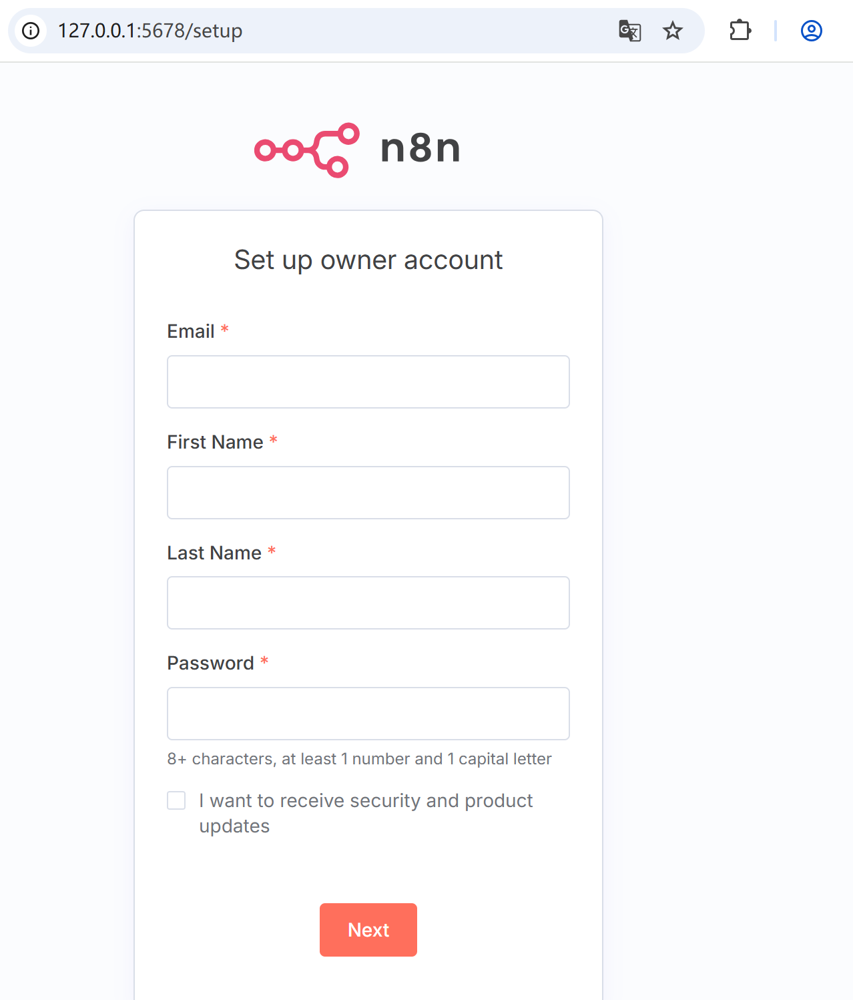 127.0.0.1:5678/setup
n8n
Set up owner account
Email *
First Name *
Last Name *
Password *
8+ characters, at least 1 number and 1 capital letter
I want to receive security and product
updates
Next